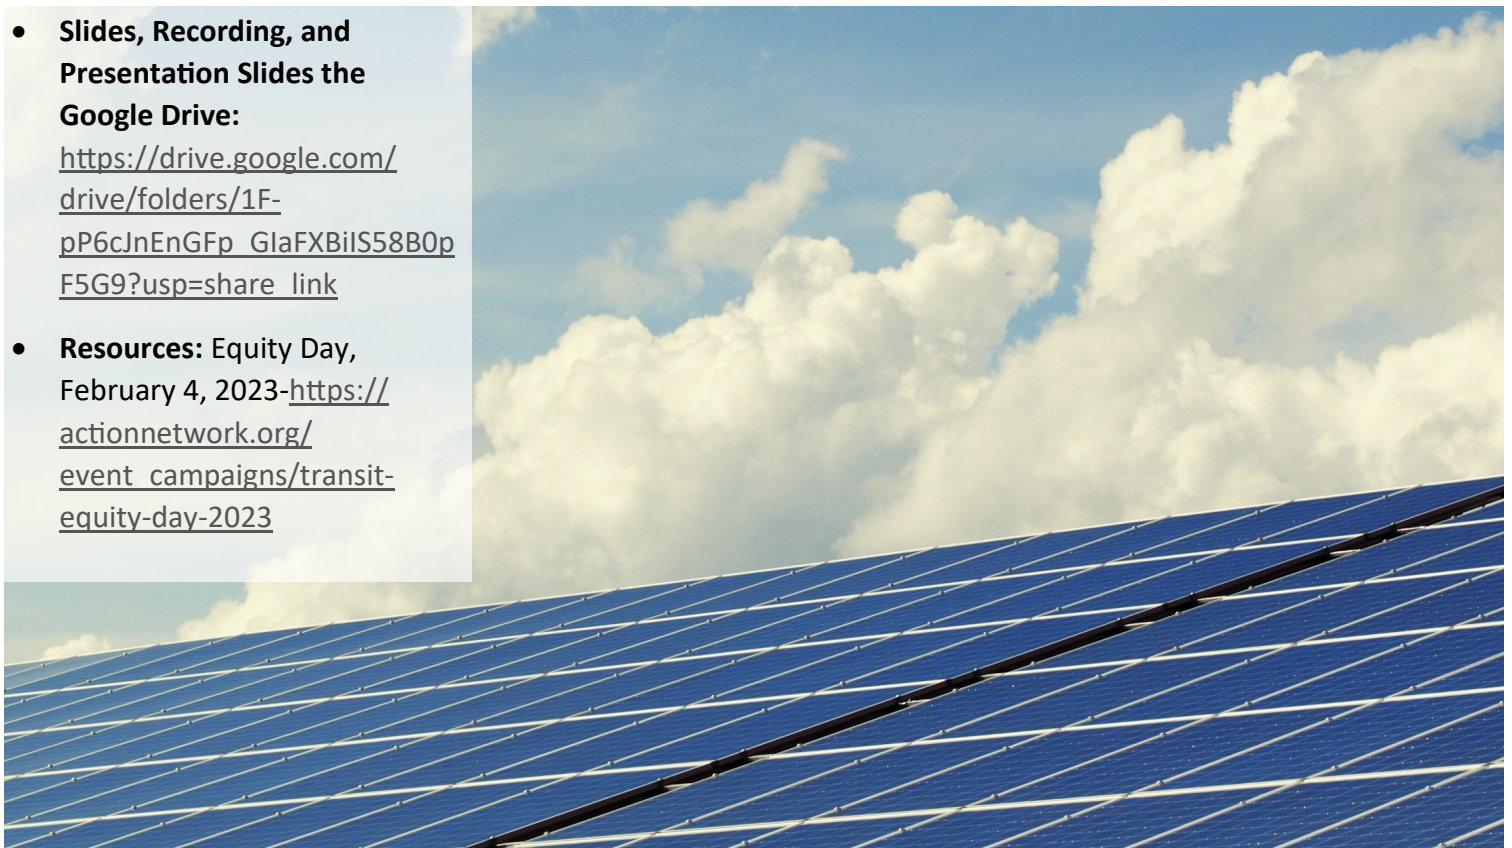 • Slides, Recording, and
Presentation Slides the
Google Drive:
https://drive.google.com/
drive/folders/1F-
pP6cJnEnGFp_GIaFXBiIS58B0p
F5G9?usp=share_link
• Resources: Equity Day,
February 4, 2023-https://
actionnetwork.org/
event_campaigns/transit-
equity-day-2023